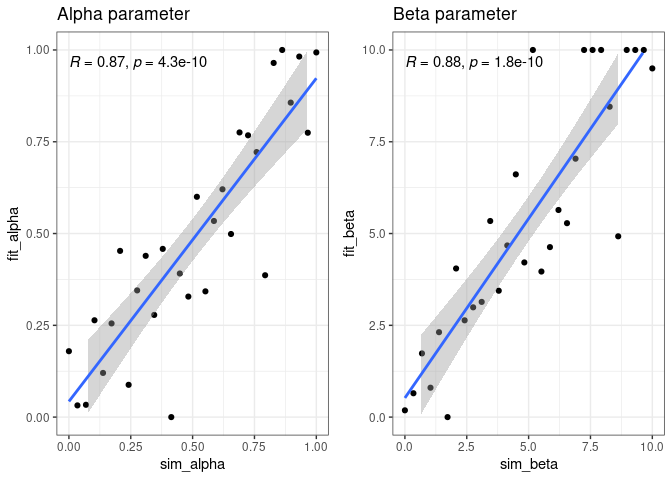 Alpha parameter
R = 0.87, p = 4.3e-10
1.00
0.75
0.50
0.25
0.00
fit_alpha
0.00 0.25 0.50 0.75 1.00
sim_alpha
Beta parameter
R = 0.88, p = 1.8e-10
10.0
7.5
5.0
2.5
0.0
fit_beta
0.0 2.5 5.0 7.5 10.0
sim_beta